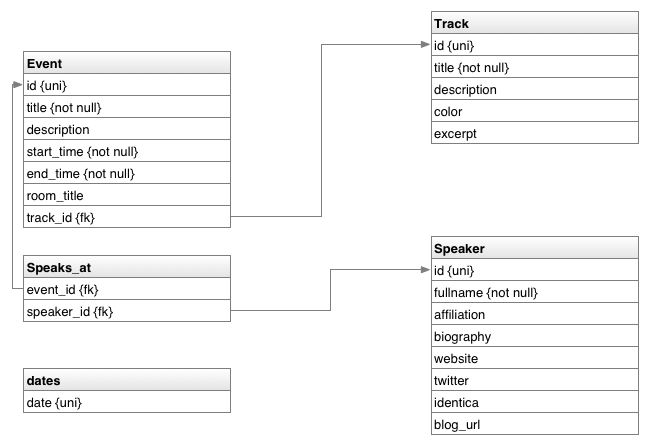 Event
id {uni}
title {not null}
description
start_time {not null}
end_time {not null}
room_title
track_id {fk}
Speaks_at
event_id {fk}
speaker_id {fk}
dates
date {uni}
Track
id {uni}
title {not null}
description
color
excerpt
Speaker
id {uni}
fullname {not null}
affiliation
biography
website
twitter
identica
blog_url